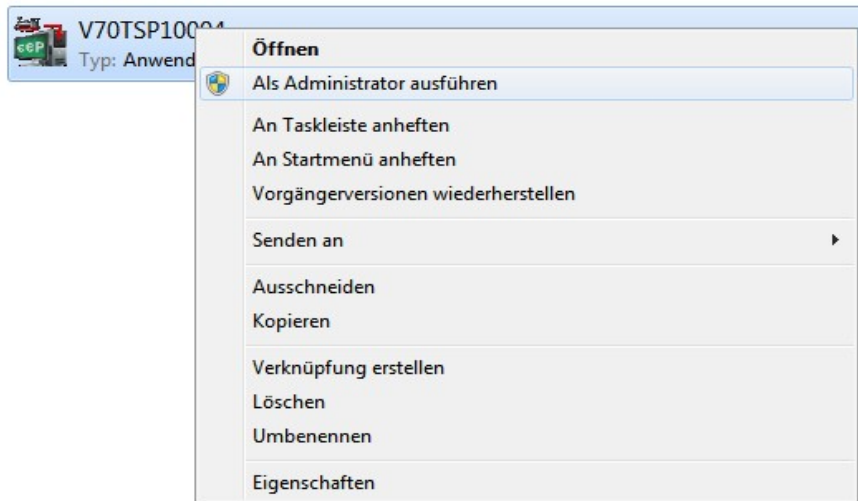 V70TSP10004
Typ: Anwend
Öffnen
Als Administrator ausführen
An Taskleiste anheften
An Startmenü anheften
Vorgängerversionen wiederherstellen
Senden an
Ausschneiden
Kopieren
Verknüpfung erstellen
Löschen
Umbenennen
Eigenschaften
eeP